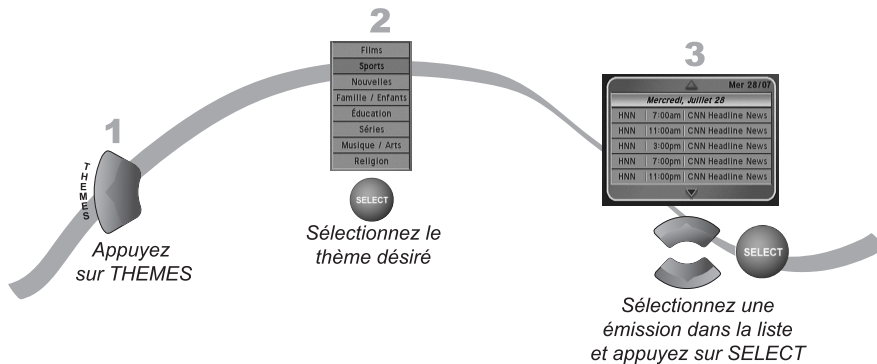 1
THEMES
Appuyez
sur THEMES
2
Films
Sports
Nouvelles
Famille / Enfants
Éducation
Séries
Musique / Arts
Religion
SELECT
Sélectionnez le
thème désiré
3
Mer 28/07
Mercredi, Juillet 28
HNN 7:00am CNN Headline News
HNN 11:00am CNN Headline News
HNN 3:00pm CNN Headline News
HNN 7:00pm CNN Headline News
HNN 11:00pm CNN Headline News
SELECT
Sélectionnez une
émission dans la liste
et appuyez sur SELECT